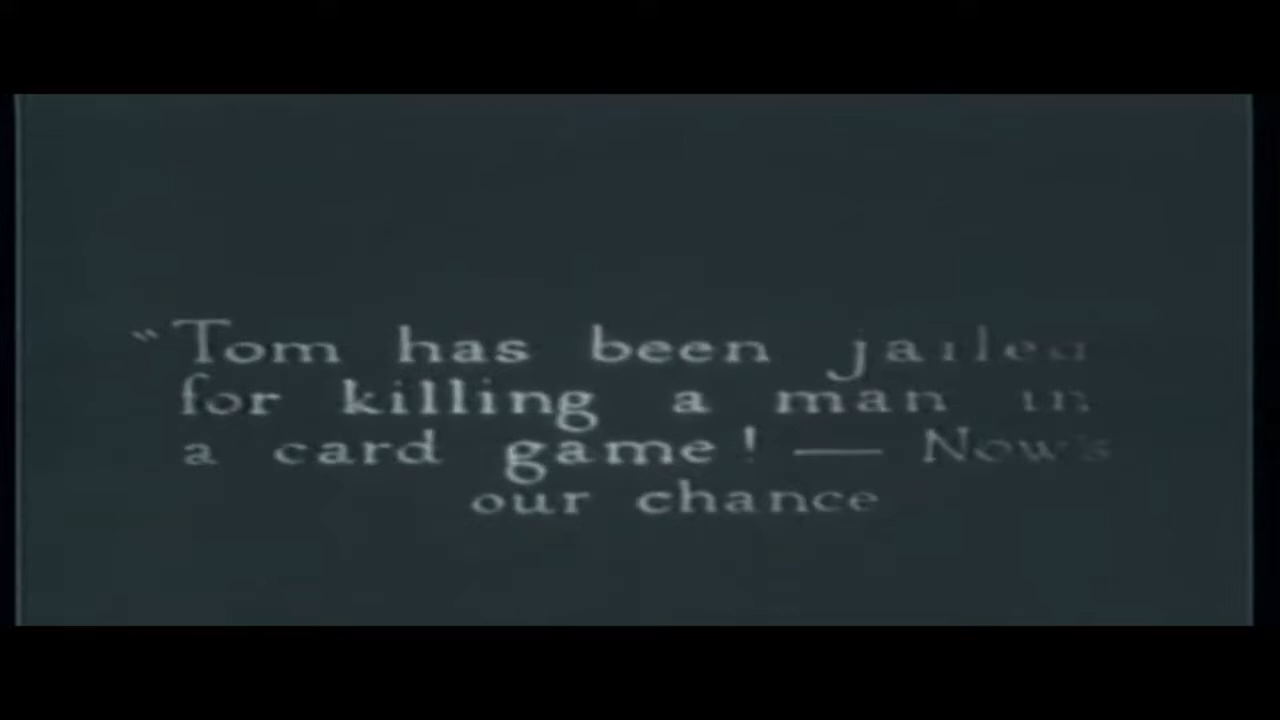 “Tom has been jailed
for killing a man in
a card game! — Now's
our chance